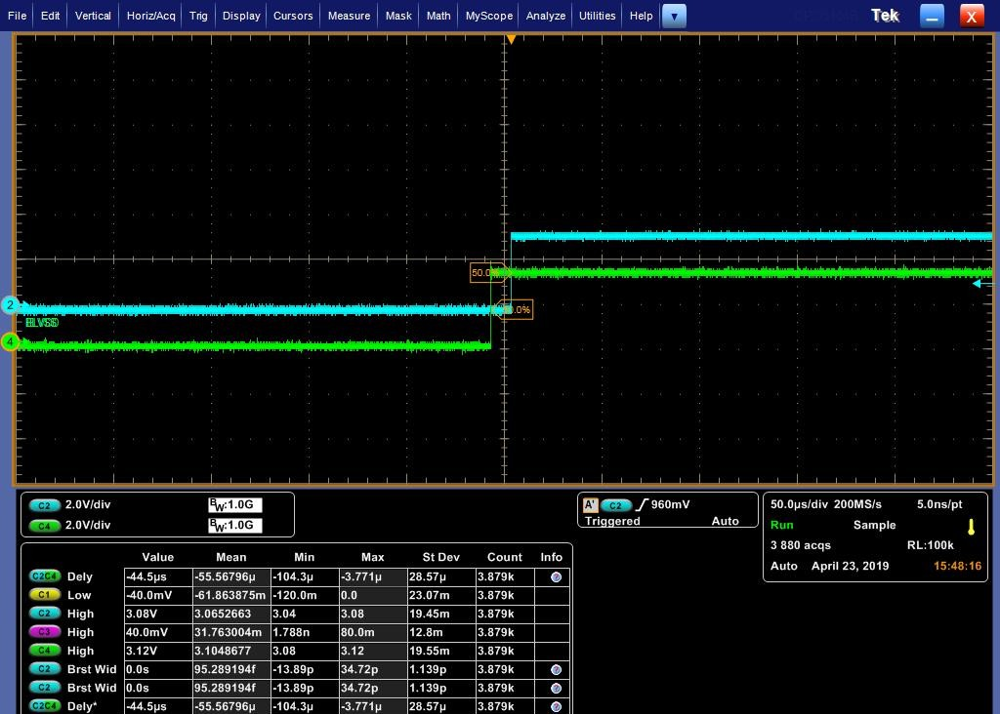 File Edit Vertical Horiz/Acq Trig Display Cursors Measure Mask Math MyScope Analyze Utilities Help Tek X
50.0
2
.0%
ELVSS
4
C2 2.0V/div BW:1.0G
C4 2.0V/div BW:1.0G
A' C2 960mV
Triggered Auto
50.0µs/div 200MS/s 5.0ns/pt
Run Sample
3 880 acqs RL:100k
Auto April 23, 2019 15:48:16
Value Mean Min Max St Dev Count Info
C2C4 Dely -44.5µs -55.56796µ -104.3µ -3.771µ 28.57µ 3.879k
C1 Low -40.0mV -61.863875m -120.0m 0.0 23.07m 3.879k
C2 High 3.08V 3.0652663 3.04 3.08 19.45m 3.879k
C3 High 40.0mV 31.763004m 1.788n 80.0m 12.8m 3.879k
C4 High 3.12V 3.1048677 3.08 3.12 19.55m 3.879k
C2 Brst Wid 0.0s 95.289194f -13.89p 34.72p 1.139p 3.879k
C2 Brst Wid 0.0s 95.289194f -13.89p 34.72p 1.139p 3.879k
C2C4 Dely* -44.5µs -55.56796µ -104.3µ -3.771µ 28.57µ 3.879k